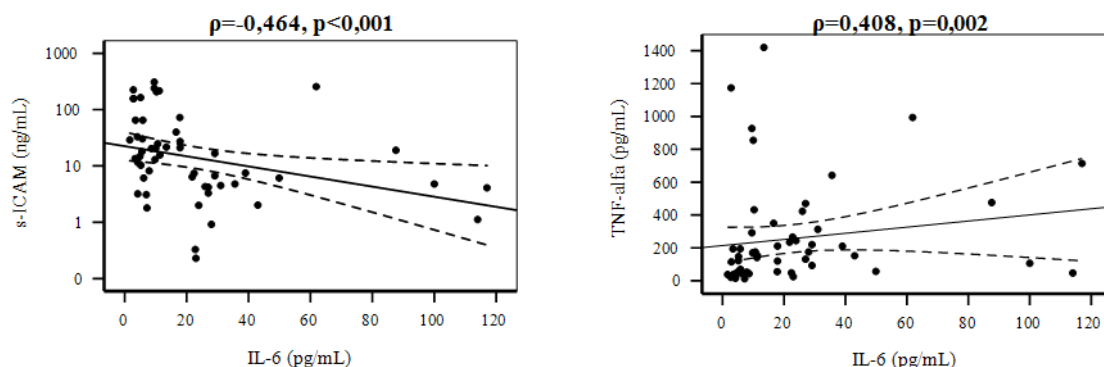 ρ=-0,464, p<0,001
s-ICAM (ng/mL)
1000
100
10
1
0
0 20 40 60 80 100 120
IL-6 (pg/mL)
ρ=0,408, p=0,002
TNF-alfa (pg/mL)
1400
1200
1000
800
600
400
200
0
0 20 40 60 80 100 120
IL-6 (pg/mL)